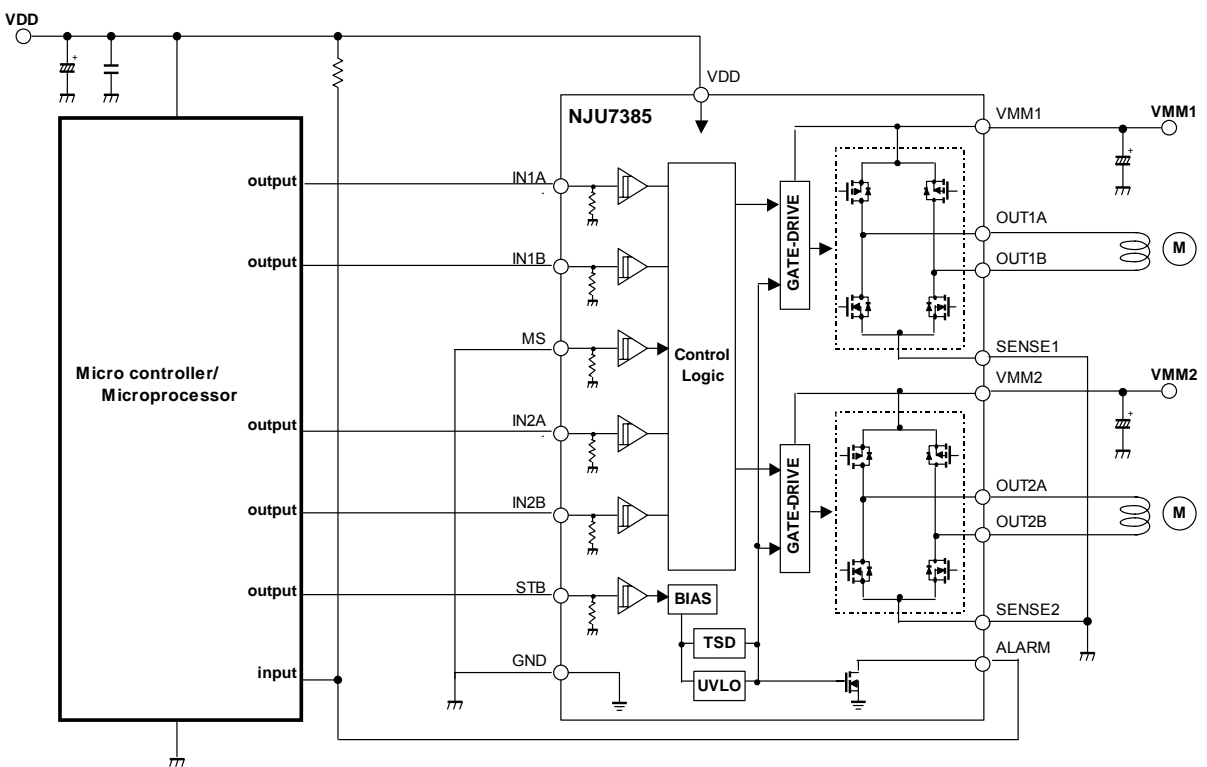 VDD
VDD
NJU7385
VMM1
VMM1
output
IN1A
OUT1A
M
output
IN1B
OUT1B
GATE-DRIVE
MS
SENSE1
Control
Logic
Micro controller/
Microprocessor
VMM2
VMM2
output
IN2A
OUT2A
M
output
IN2B
OUT2B
GATE-DRIVE
output
STB
BIAS
SENSE2
TSD
ALARM
input
GND
UVLO